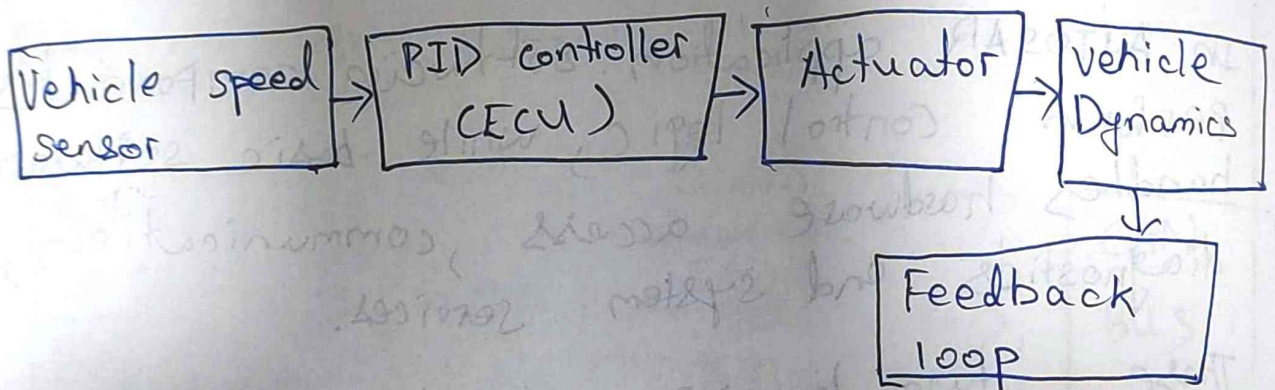 Vehicle speed
sensor
PID controller
(ECU)
Actuator
Vehicle
Dynamics
Feedback
loop